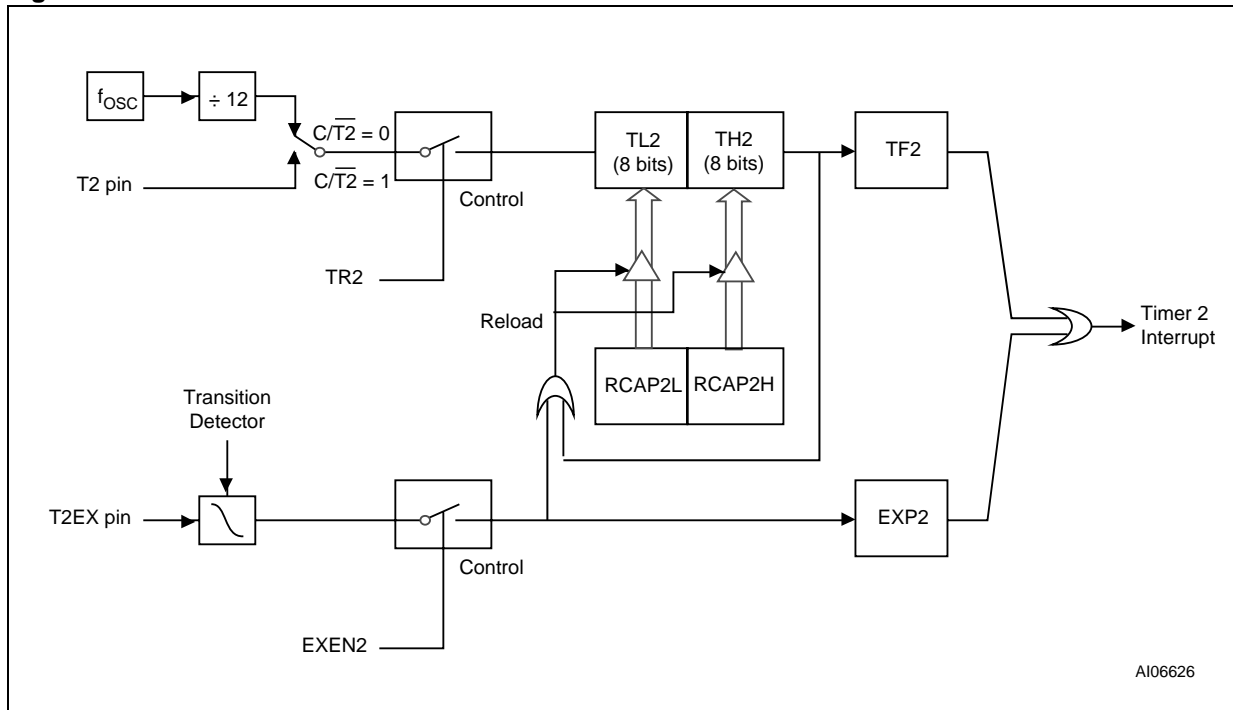 fOSC
÷ 12
C/T2 = 0
C/T2 = 1
T2 pin
Control
TR2
TL2
(8 bits)
TH2
(8 bits)
TF2
Reload
RCAP2L
RCAP2H
Timer 2
Interrupt
Transition
Detector
T2EX pin
Control
EXEN2
EXP2
AI06626